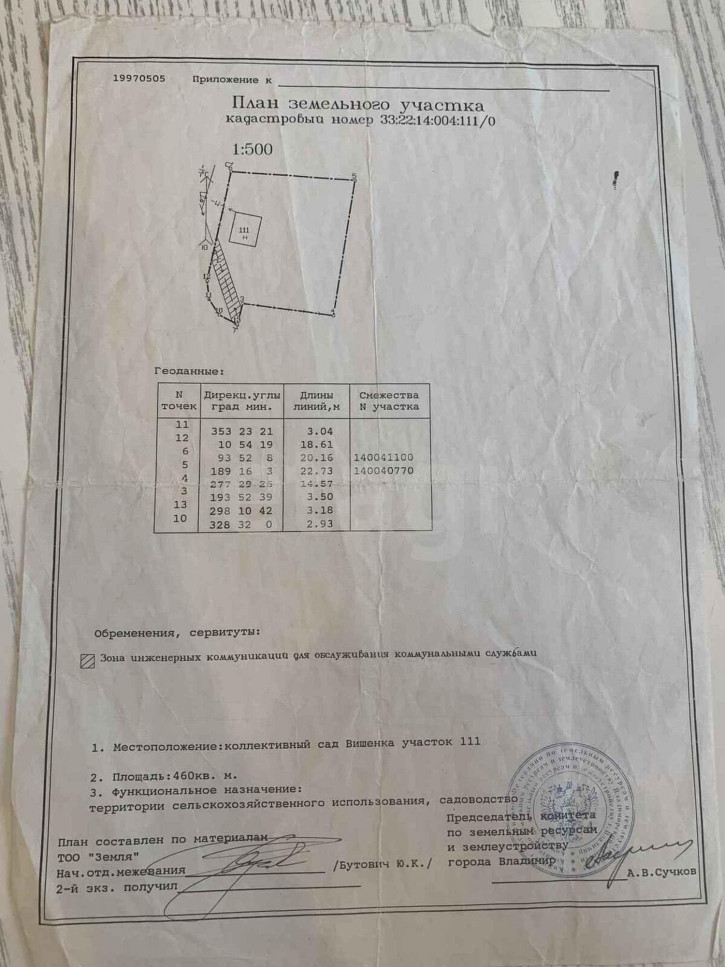 19970505 Приложение к
План земельного участка
кадастровый номер 33:22:14:004:111/0
1:500
5
111
Ю
12
3
Геоданные:
N точек Дирекц.углы град мин. Длины линий,м Смежества N участка
11
353 23 21 3.04
12
10 54 19 18.61
6
93 52 8 20.16 140041100
5
189 16 3 22.73 140040770
4
277 29 26 14.57
3
193 52 39 3.50
13
298 10 42 3.18
10
328 32 0 2.93
Обременения, сервитуты:
Зона инженерных коммуникаций для обслуживания коммунальными службами
1. Местоположение:коллективный сад Вишенка участок 111
2. Площадь:460кв. м.
3. Функциональное назначение:
территории сельскохозяйственного использования, садоводство
План составлен по материалам
ТОО "Земля"
Нач.отд.межевания /Бутович Ю.К./
2-й экз. получил
Председатель комитета
по земельным ресурсам
и землеустройству
города Владимир
А.В.Сучков